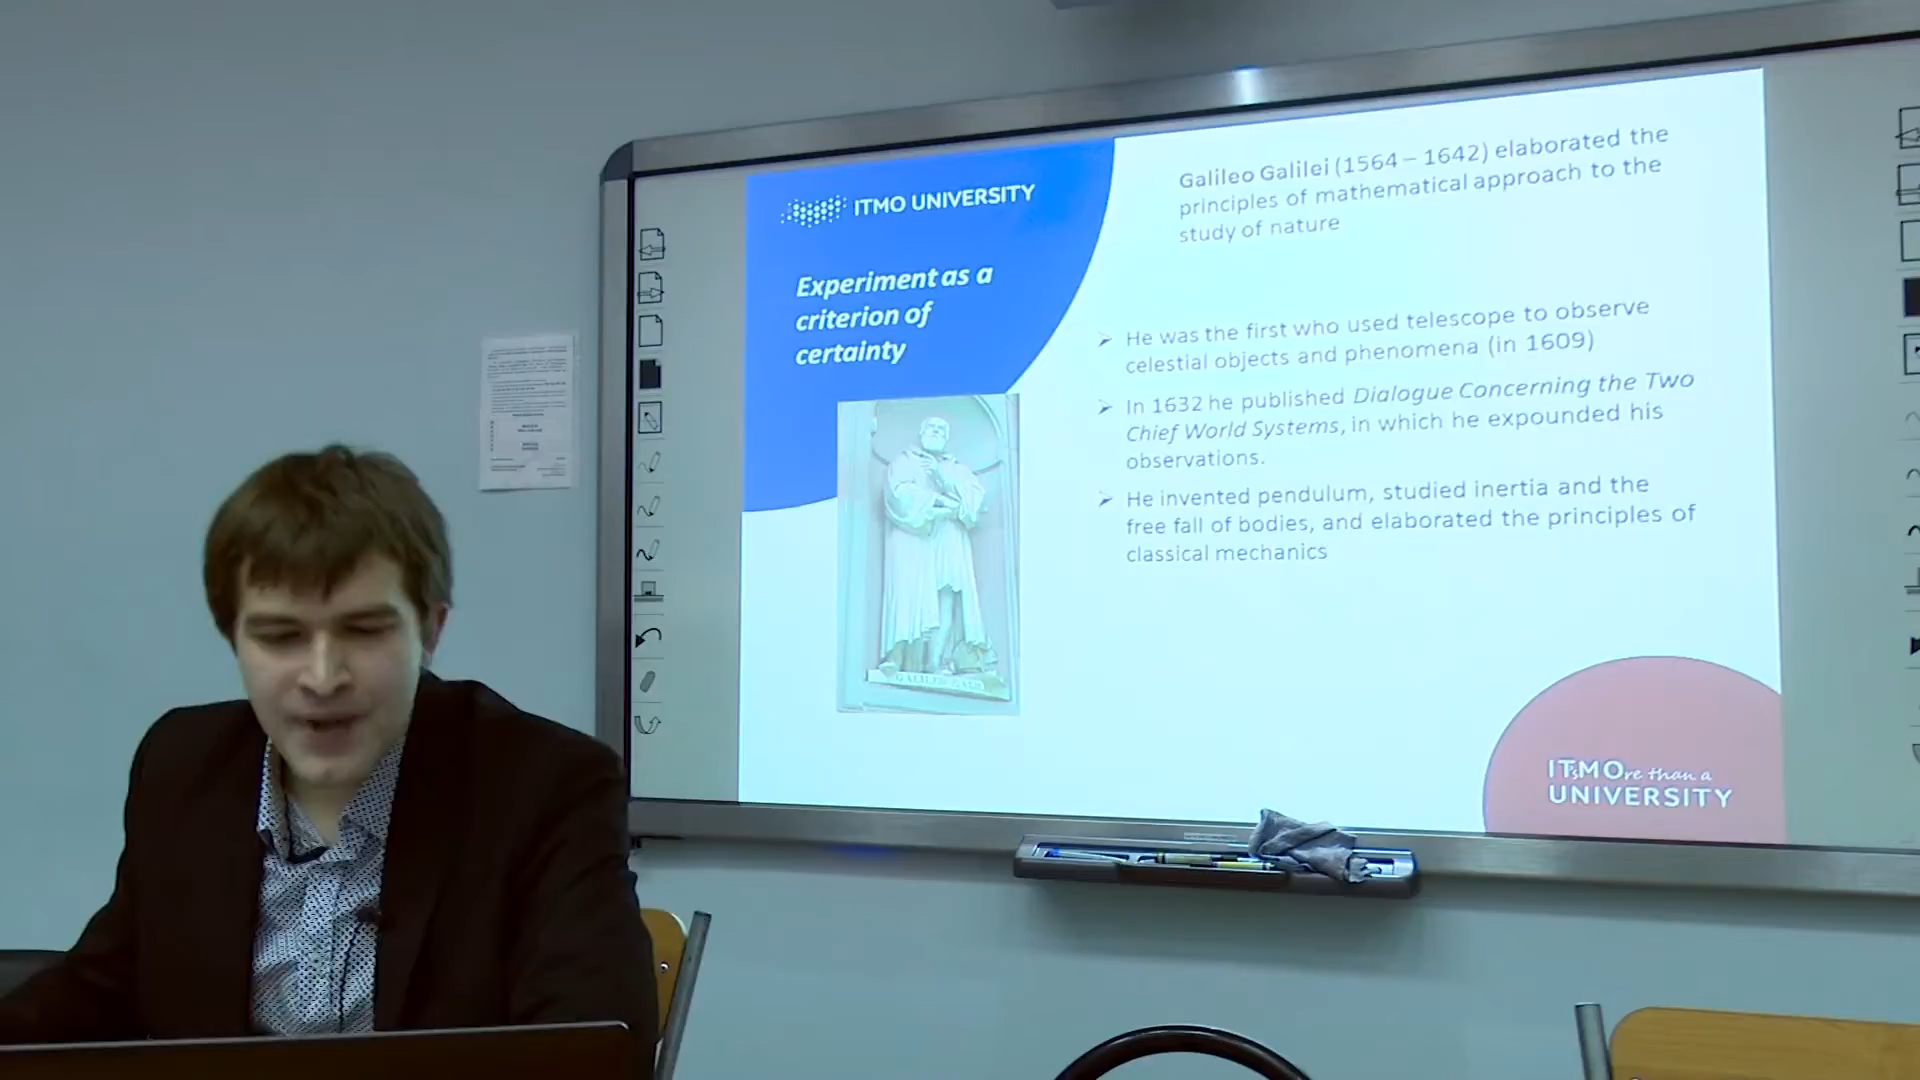 ITMO UNIVERSITY
Experiment as a
criterion of
certainty
GALILEO
Galileo Galilei (1564 – 1642) elaborated the
principles of mathematical approach to the
study of nature
➢ He was the first who used telescope to observe
celestial objects and phenomena (in 1609)
➢ In 1632 he published Dialogue Concerning the Two
Chief World Systems, in which he expounded his
observations.
➢ He invented pendulum, studied inertia and the
free fall of bodies, and elaborated the principles of
classical mechanics
ITsMOre than a
UNIVERSITY